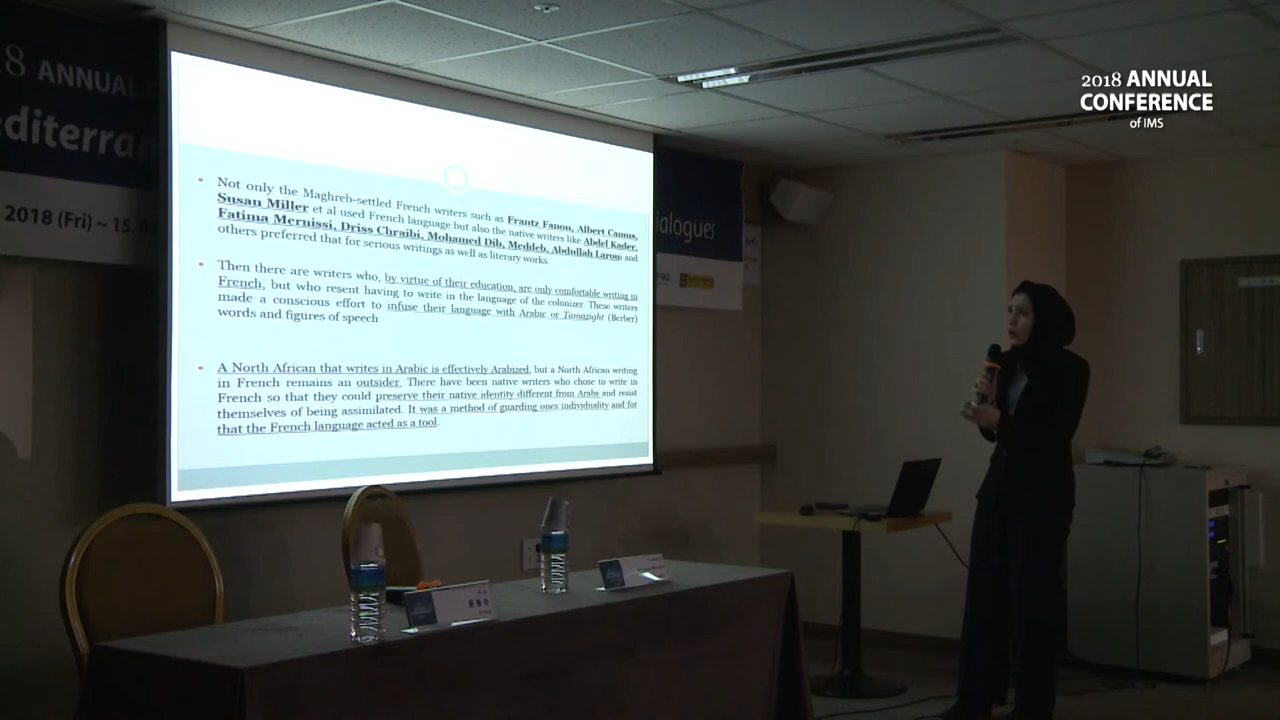 2018 ANNUAL
CONFERENCE
of IMS
8 ANNUAL
editerran
2018 (Fri) ~ 15.
ialogues
Not only the Maghreb-settled French writers such as Frantz Fanon, Albert Camus,
Susan Miller et al used French language but also the native writers like Abdel Kader,
Fatima Mernissi, Driss Chraibi, Mohamed Dib, Meddeb, Abdullah Laroui and
others preferred that for serious writings as well as literary works.
Then there are writers who, by virtue of their education, are only comfortable writing in
French, but who resent having to write in the language of the colonizer. These writers
made a conscious effort to infuse their language with Arabic or Tamazight (Berber)
words and figures of speech
A North African that writes in Arabic is effectively Arabized, but a North African writing
in French remains an outsider. There have been native writers who chose to write in
French so that they could preserve their native identity different from Arabs and resist
themselves of being assimilated. It was a method of guarding ones individuality and for
that the French language acted as a tool.